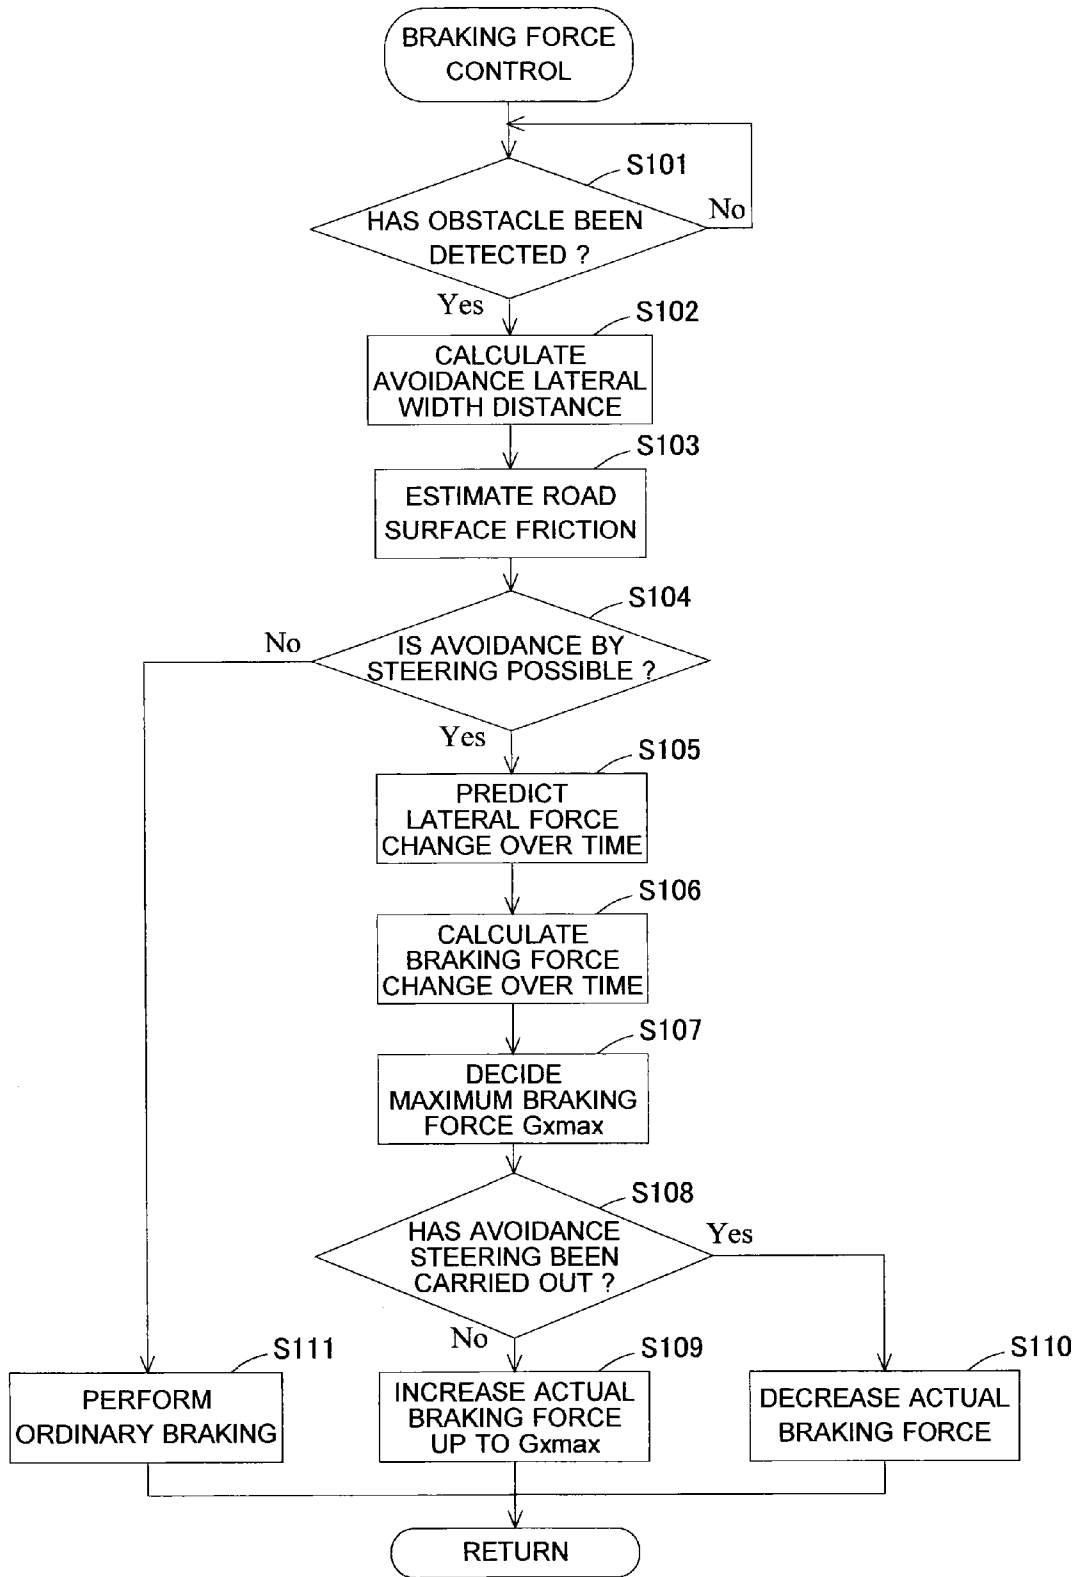 BRAKING FORCE
CONTROL
S101
HAS OBSTACLE BEEN
DETECTED ?
No
Yes
S102
CALCULATE
AVOIDANCE LATERAL
WIDTH DISTANCE
S103
ESTIMATE ROAD
SURFACE FRICTION
S104
IS AVOIDANCE BY
STEERING POSSIBLE ?
No
Yes
S105
PREDICT
LATERAL FORCE
CHANGE OVER TIME
S106
CALCULATE
BRAKING FORCE
CHANGE OVER TIME
S107
DECIDE
MAXIMUM BRAKING
FORCE Gxmax
S108
HAS AVOIDANCE
STEERING BEEN
CARRIED OUT ?
Yes
No
S111
PERFORM
ORDINARY BRAKING
S109
INCREASE ACTUAL
BRAKING FORCE
UP TO Gxmax
S110
DECREASE ACTUAL
BRAKING FORCE
RETURN